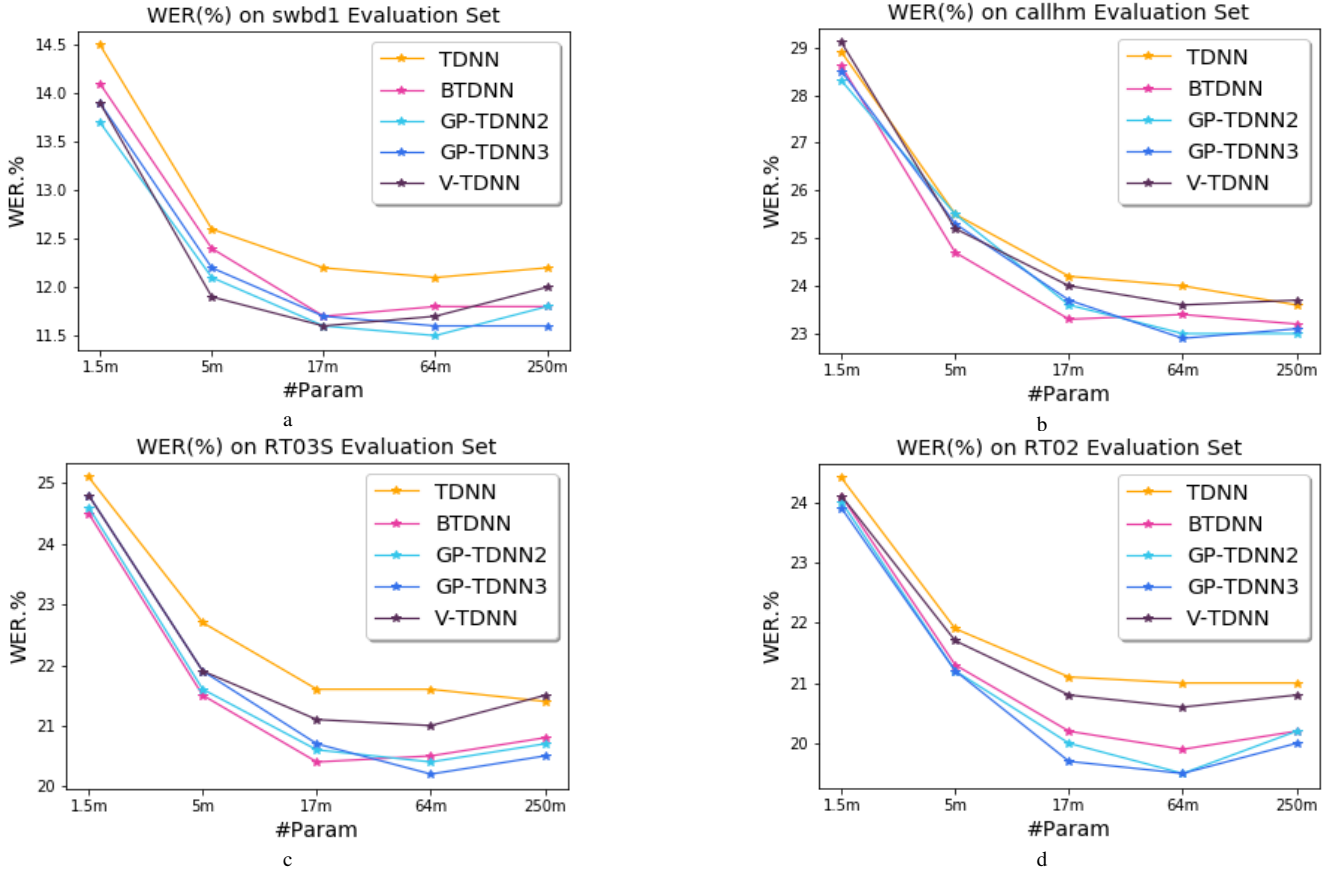 WER(%) on swbd1 Evaluation Set
WER.%
14.5
14.0
13.5
13.0
12.5
12.0
11.5
TDNN
BTDNN
GP-TDNN2
GP-TDNN3
V-TDNN
1.5m 5m 17m 64m 250m
#Param
a
WER(%) on callhm Evaluation Set
WER.%
29
28
27
26
25
24
23
TDNN
BTDNN
GP-TDNN2
GP-TDNN3
V-TDNN
1.5m 5m 17m 64m 250m
#Param
b
WER(%) on RT03S Evaluation Set
WER.%
25
24
23
22
21
20
TDNN
BTDNN
GP-TDNN2
GP-TDNN3
V-TDNN
1.5m 5m 17m 64m 250m
#Param
c
WER(%) on RT02 Evaluation Set
WER.%
24
23
22
21
20
TDNN
BTDNN
GP-TDNN2
GP-TDNN3
V-TDNN
1.5m 5m 17m 64m 250m
#Param
d